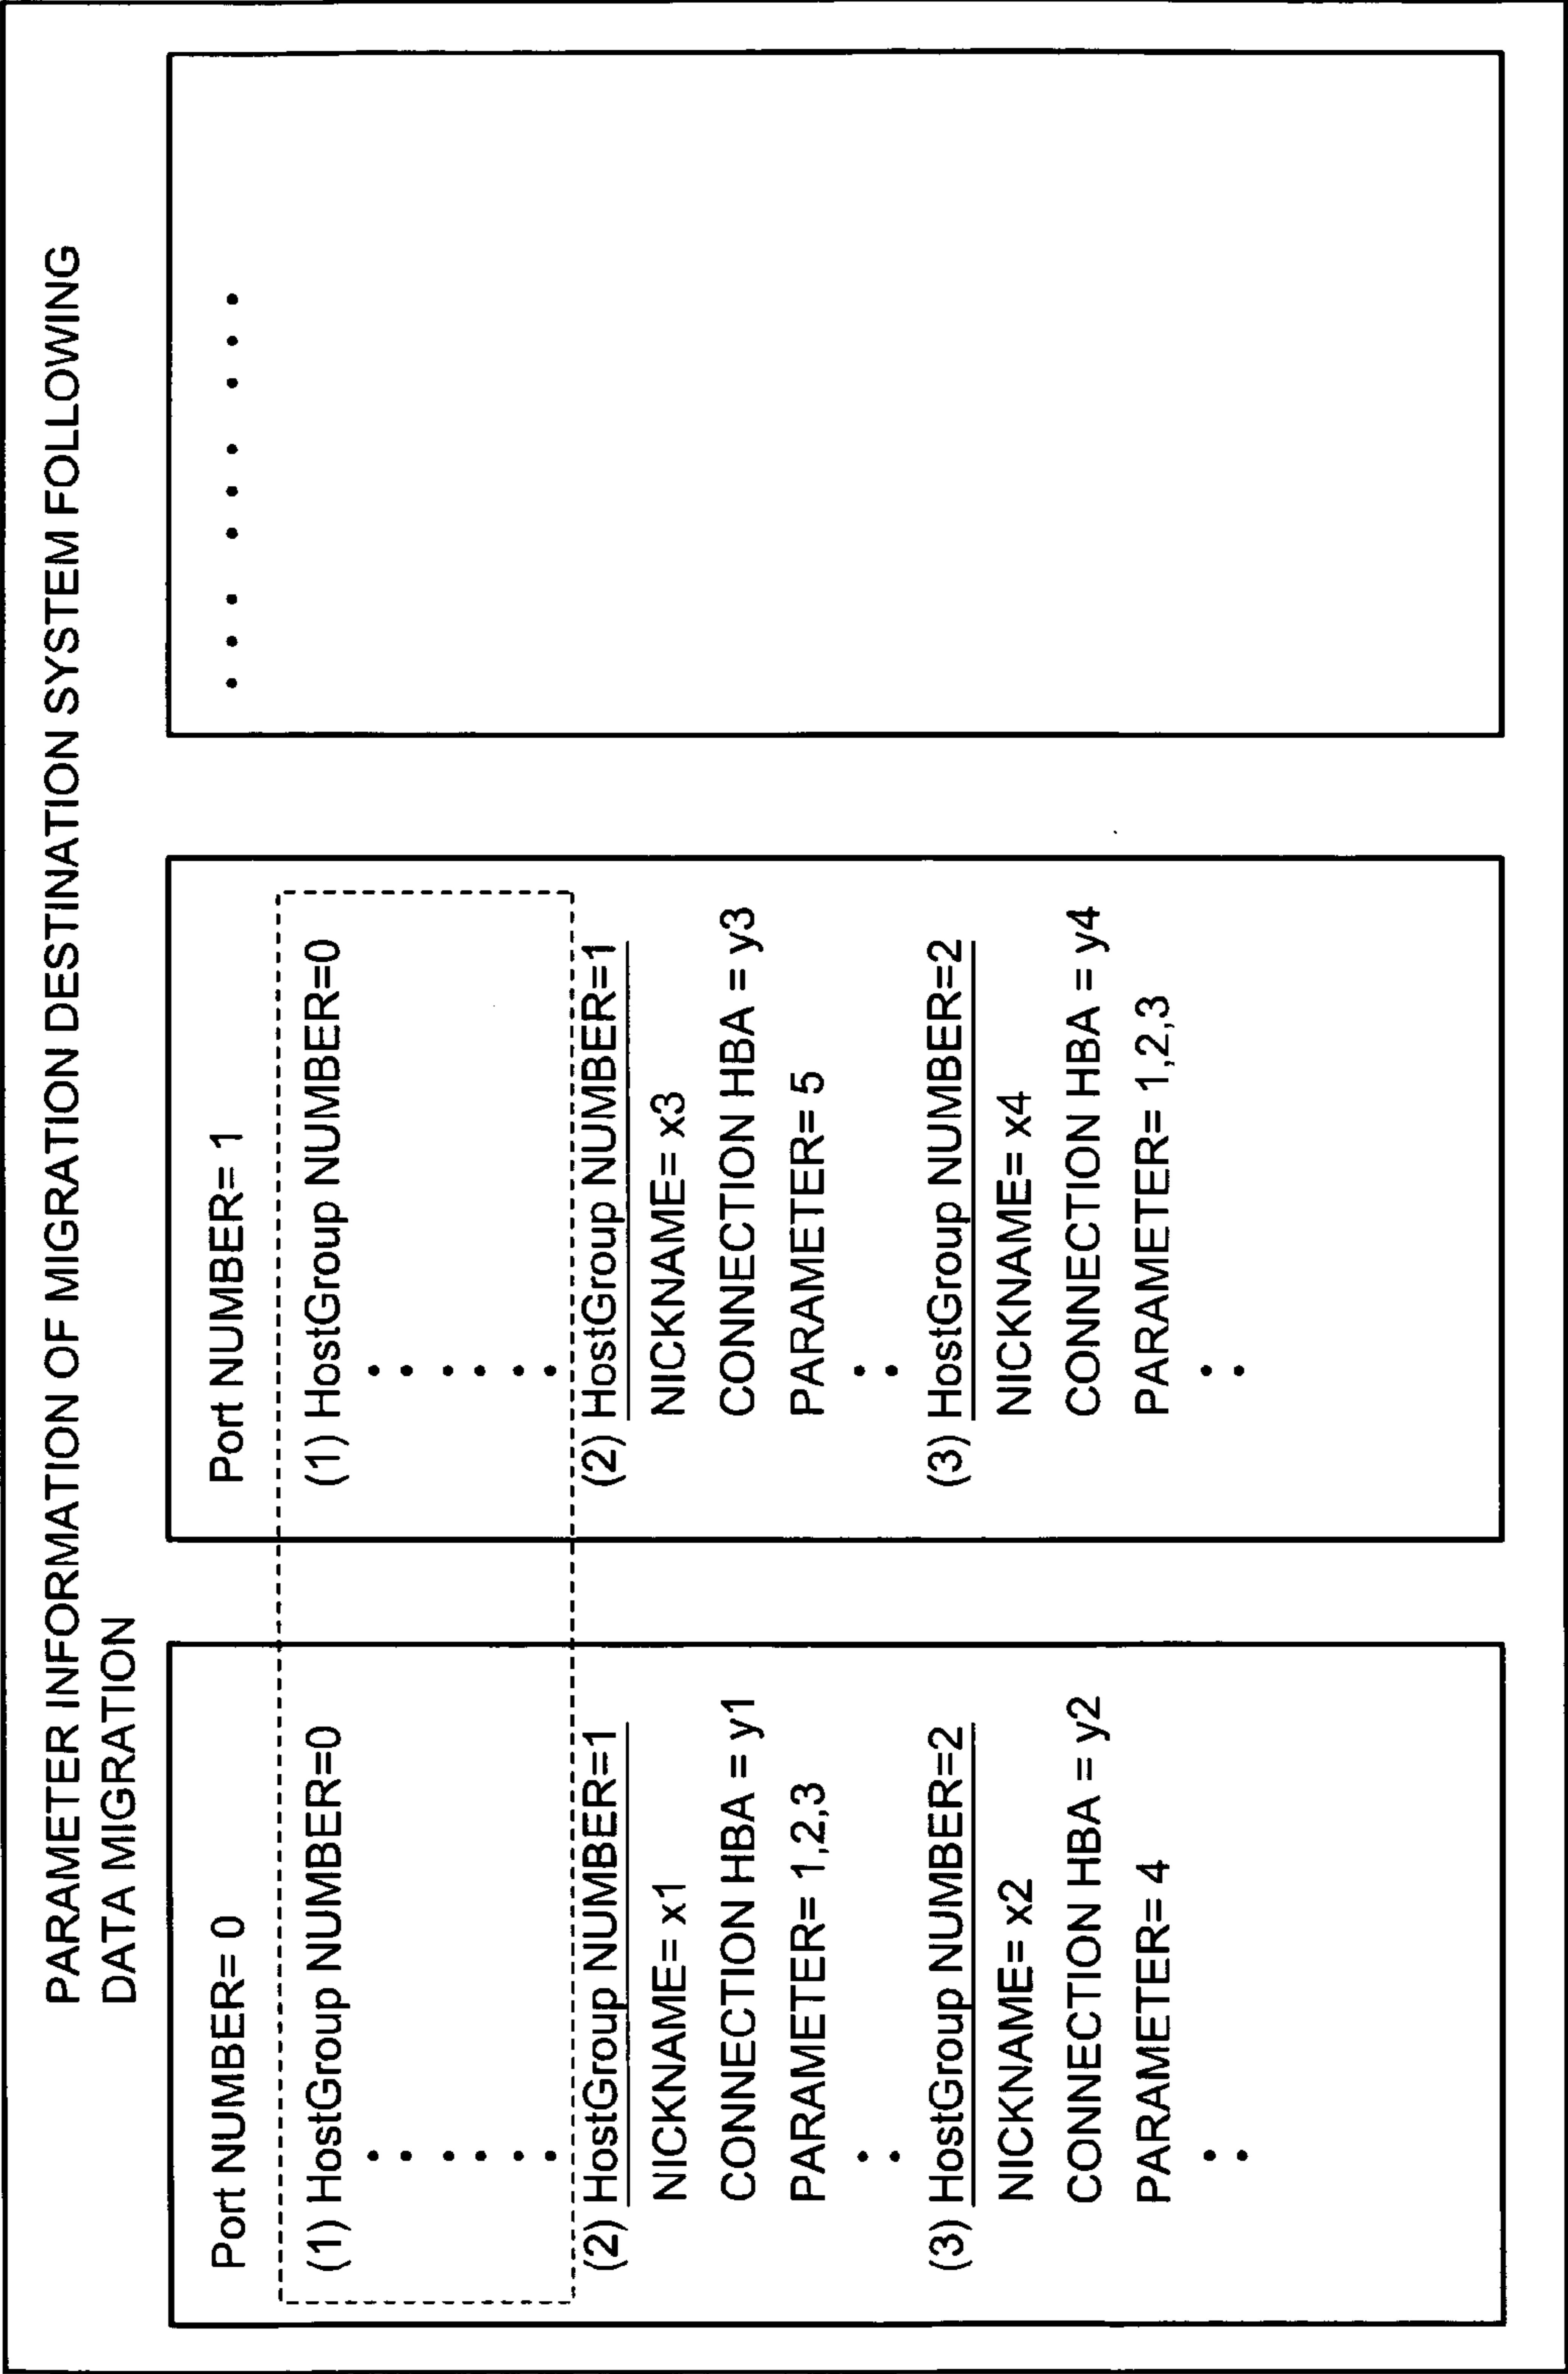 PARAMETER INFORMATION OF MIGRATION DESTINATION SYSTEM FOLLOWING
DATA MIGRATION
Port NUMBER= 0
(1) HostGroup NUMBER=0
· · · · · ·
(2) HostGroup NUMBER=1
NICKNAME= x1
CONNECTION HBA = y1
PARAMETER= 1,2,3
· ·
(3) HostGroup NUMBER=2
NICKNAME= x2
CONNECTION HBA = y2
PARAMETER= 4
· ·
Port NUMBER= 1
(1) HostGroup NUMBER=0
· · · · · ·
(2) HostGroup NUMBER=1
NICKNAME= x3
CONNECTION HBA = y3
PARAMETER= 5
· ·
(3) HostGroup NUMBER=2
NICKNAME= x4
CONNECTION HBA = y4
PARAMETER= 1,2,3
· ·
· · · · · · · · ·